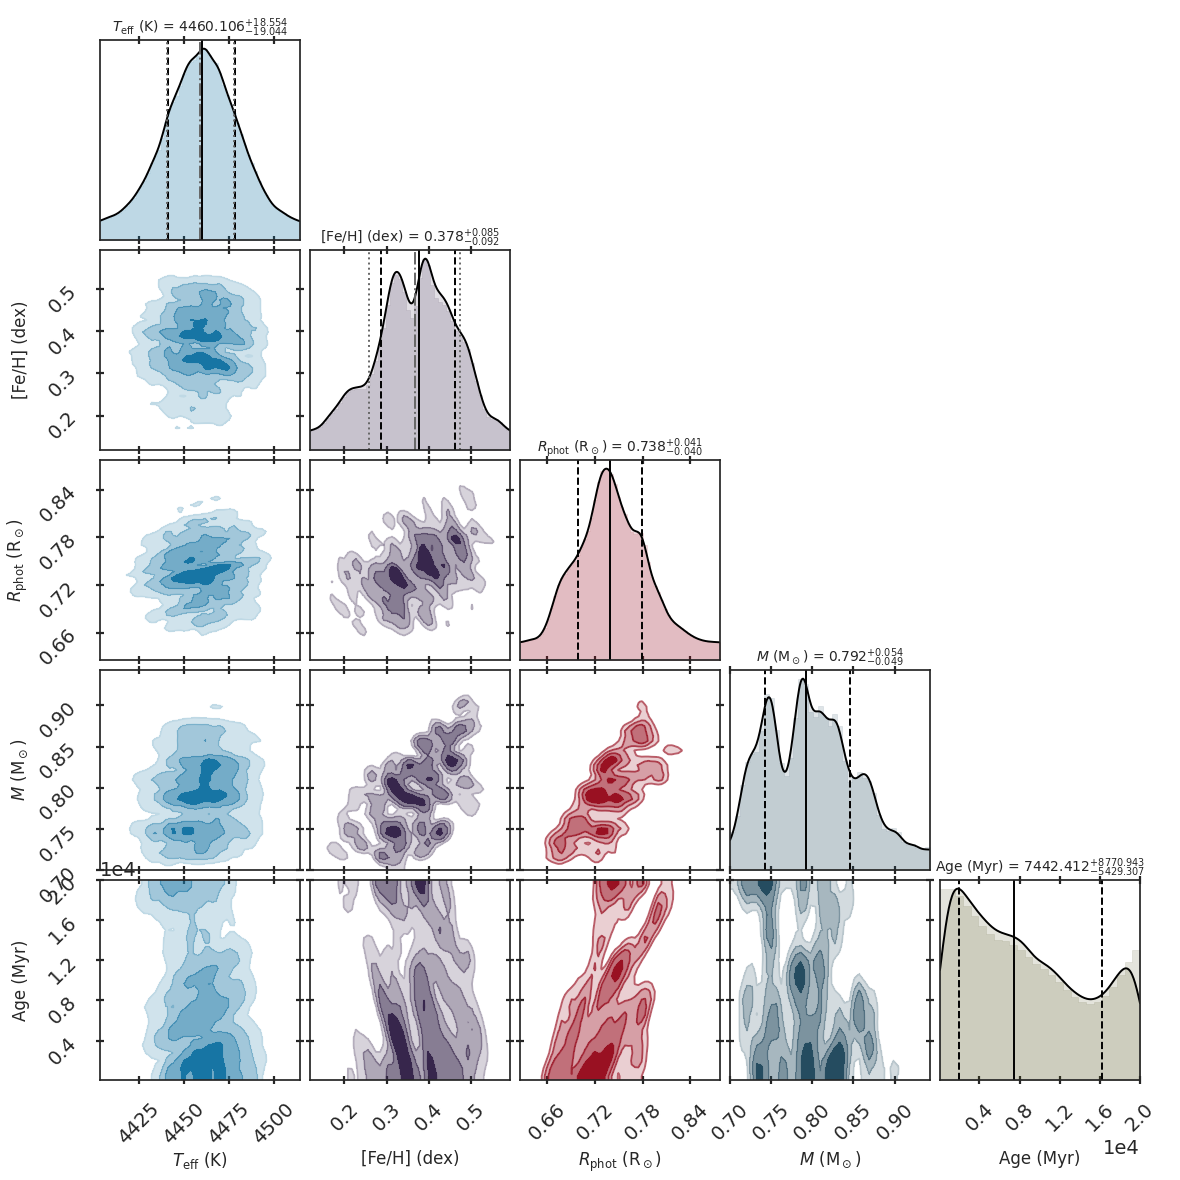 T_eff (K) = 4460.106 +18.554 −19.044
[Fe/H] (dex) = 0.378 +0.085 −0.092
0.5
0.4
0.3
0.2
[Fe/H] (dex)
R_phot (R⊙) = 0.738 +0.041 −0.040
0.84
0.78
0.72
0.66
R_phot (R⊙)
M (M⊙) = 0.792 +0.054 −0.049
0.90
0.85
0.80
0.75
0.70
M (M⊙)
1e4
Age (Myr) = 7442.412 +8770.943 −5429.307
2.0
1.6
1.2
0.8
0.4
Age (Myr)
4425 4450 4475 4500
0.2 0.3 0.4 0.5
0.66 0.72 0.78 0.84
0.70 0.75 0.80 0.85 0.90
0.4 0.8 1.2 1.6 2.0
1e4
T_eff (K)
[Fe/H] (dex)
R_phot (R⊙)
M (M⊙)
Age (Myr)